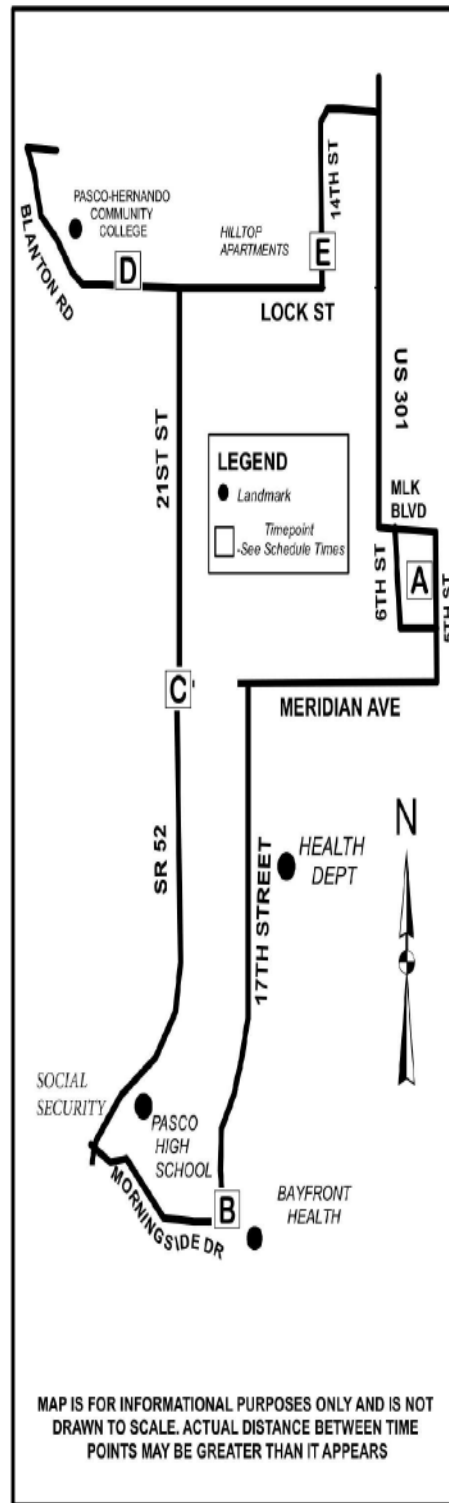 14TH ST
PASCO-HERNANDO
COMMUNITY
COLLEGE
BLANTON RD
HILLTOP
APARTMENTS
E
D
LOCK ST
US 301
21ST ST
LEGEND
Landmark
Timepoint
-See Schedule Times
MLK
BLVD
6TH ST
A
5TH ST
C
MERIDIAN AVE
N
SR 52
HEALTH
DEPT
17TH STREET
SOCIAL
SECURITY
PASCO
HIGH
SCHOOL
MORNINGSIDE DR
B
BAYFRONT
HEALTH
MAP IS FOR INFORMATIONAL PURPOSES ONLY AND IS NOT
DRAWN TO SCALE. ACTUAL DISTANCE BETWEEN TIME
POINTS MAY BE GREATER THAN IT APPEARS